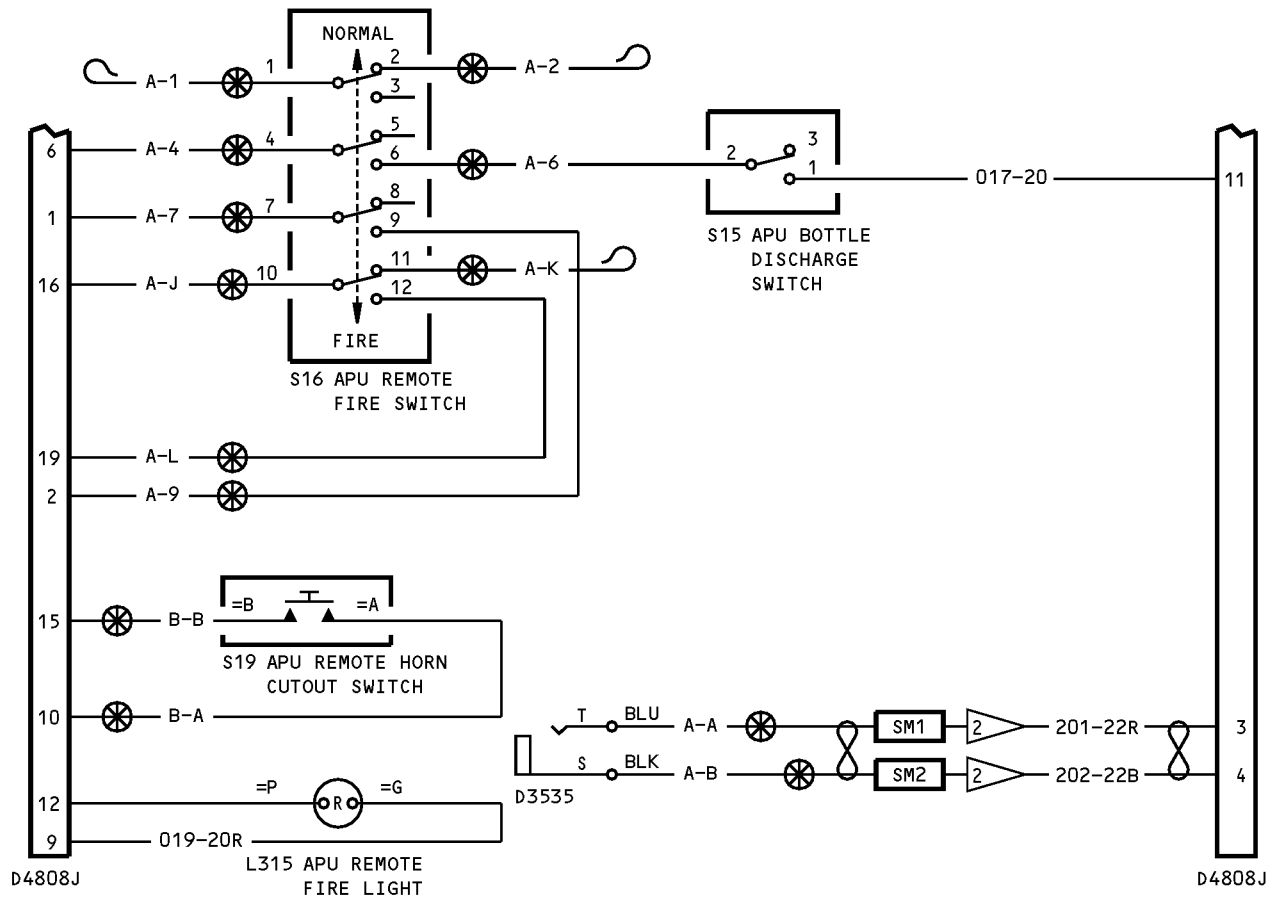 NORMAL
1 2
A-1 A-2
3
4 5
6 A-4 6 A-6 2 3
1 017-20 11
7 8
1 A-7 9
S15 APU BOTTLE
DISCHARGE
SWITCH
10 11 A-K
16 A-J 12
FIRE
S16 APU REMOTE
FIRE SWITCH
19 A-L
2 A-9
=B =A
15 B-B
S19 APU REMOTE HORN
CUTOUT SWITCH
10 B-A
T BLU A-A SM1 2 201-22R 3
S BLK A-B SM2 2 202-22B 4
D3535
=P =G
12 R
9 019-20R
L315 APU REMOTE
FIRE LIGHT
D4808J D4808J